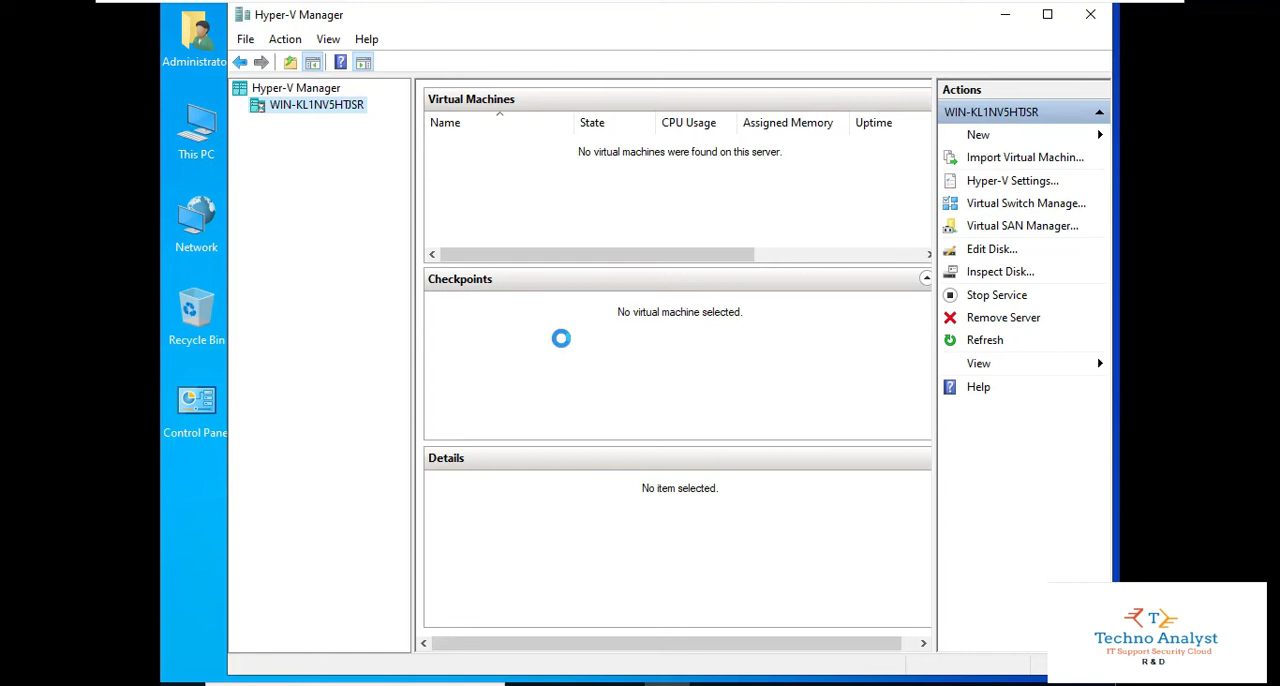 Hyper-V Manager
File Action View Help
Administrato
This PC
Network
Recycle Bin
Control Pane
Hyper-V Manager
WIN-KL1NV5HTJSR
Virtual Machines
Name State CPU Usage Assigned Memory Uptime
No virtual machines were found on this server.
Checkpoints
No virtual machine selected.
Details
No item selected.
Actions
WIN-KL1NV5HTJSR
New
Import Virtual Machin...
Hyper-V Settings...
Virtual Switch Manage...
Virtual SAN Manager...
Edit Disk...
Inspect Disk...
Stop Service
Remove Server
Refresh
View
Help
T
Techno Analyst
IT Support Security Cloud
R & D